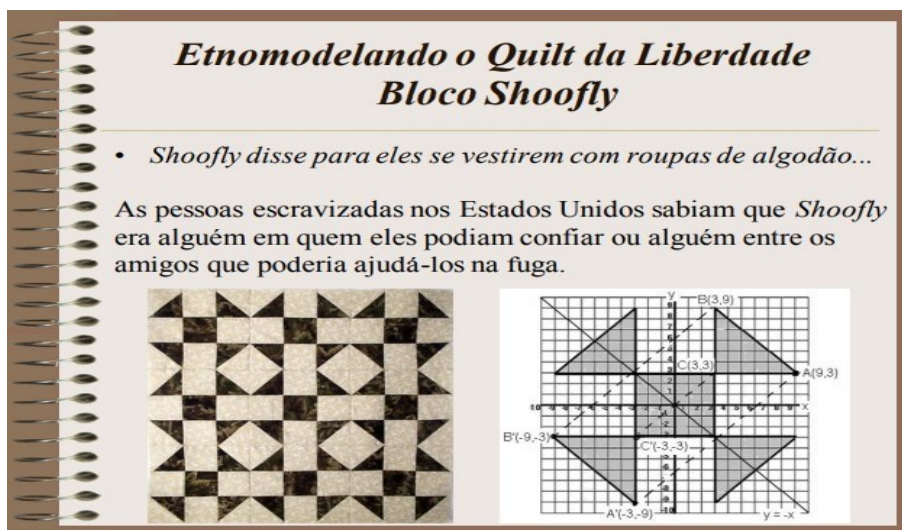 Etnomodelando o Quilt da Liberdade
Bloco Shoofly
• Shoofly disse para eles se vestirem com roupas de algodão...
As pessoas escravizadas nos Estados Unidos sabiam que Shoofly
era alguém em quem eles podiam confiar ou alguém entre os
amigos que poderia ajudá-los na fuga.
y
B(3,9)
C(3,3)
A(9,3)
x
B'(-9,-3)
C'(-3,-3)
A'(-3,-9)
y = -x